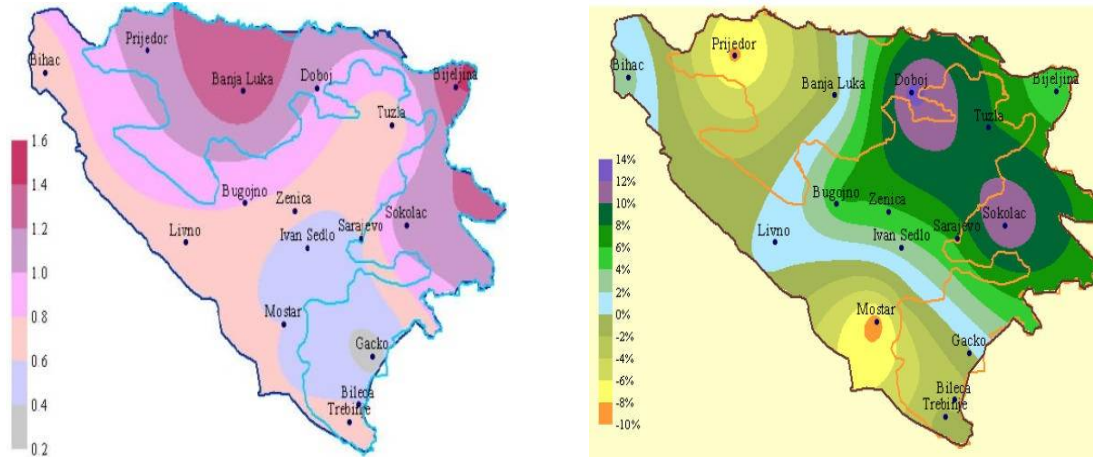 Prijedor
Bihac
Banja Luka
Doboj
Bijeljina
Tuzla
Bugojno
Zenica
Livno
Ivan Sedlo
Sarajevo
Sokolac
Mostar
Gacko
Bileca
Trebinje
1.6
1.4
1.2
1.0
0.8
0.6
0.4
0.2
Prijedor
Bihac
Banja Luka
Doboj
Bijeljina
Tuzla
Bugojno
Zenica
Livno
Ivan Sedlo
Sarajevo
Sokolac
Mostar
Gacko
Bileca
Trebinje
14%
12%
10%
8%
6%
4%
2%
0%
-2%
-4%
-6%
-8%
-10%